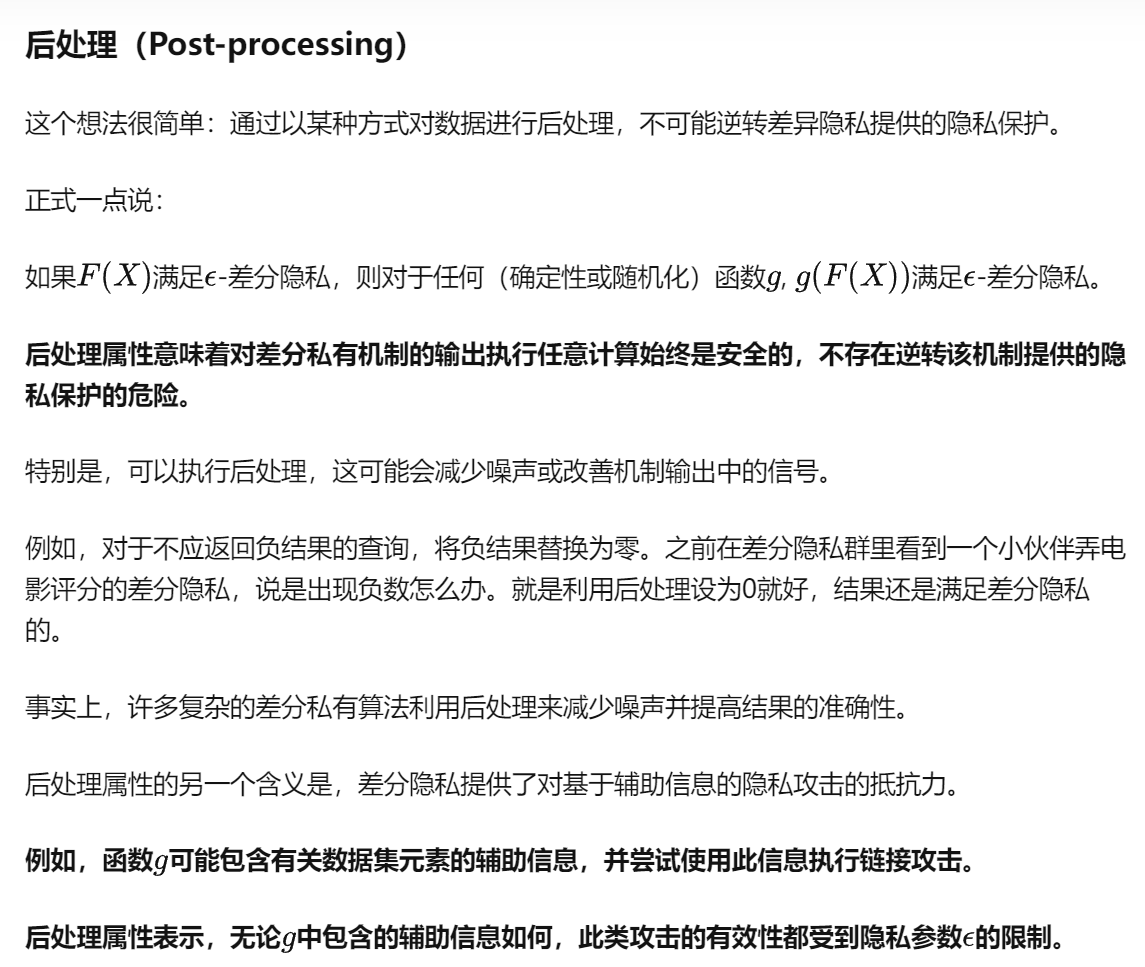 后处理（Post-processing）
这个想法很简单：通过以某种方式对数据进行后处理，不可能逆转差异隐私提供的隐私保护。
正式一点说：
如果F(X)满足ϵ-差分隐私，则对于任何（确定性或随机化）函数g, g(F(X))满足ϵ-差分隐私。
后处理属性意味着对差分私有机制的输出执行任意计算始终是安全的，不存在逆转该机制提供的隐
私保护的危险。
特别是，可以执行后处理，这可能会减少噪声或改善机制输出中的信号。
例如，对于不应返回负结果的查询，将负结果替换为零。之前在差分隐私群里看到一个小伙伴弄电
影评分的差分隐私，说是出现负数怎么办。就是利用后处理设为0就好，结果还是满足差分隐私
的。
事实上，许多复杂的差分私有算法利用后处理来减少噪声并提高结果的准确性。
后处理属性的另一个含义是，差分隐私提供了对基于辅助信息的隐私攻击的抵抗力。
例如，函数g可能包含有关数据集元素的辅助信息，并尝试使用此信息执行链接攻击。
后处理属性表示，无论g中包含的辅助信息如何，此类攻击的有效性都受到隐私参数ϵ的限制。